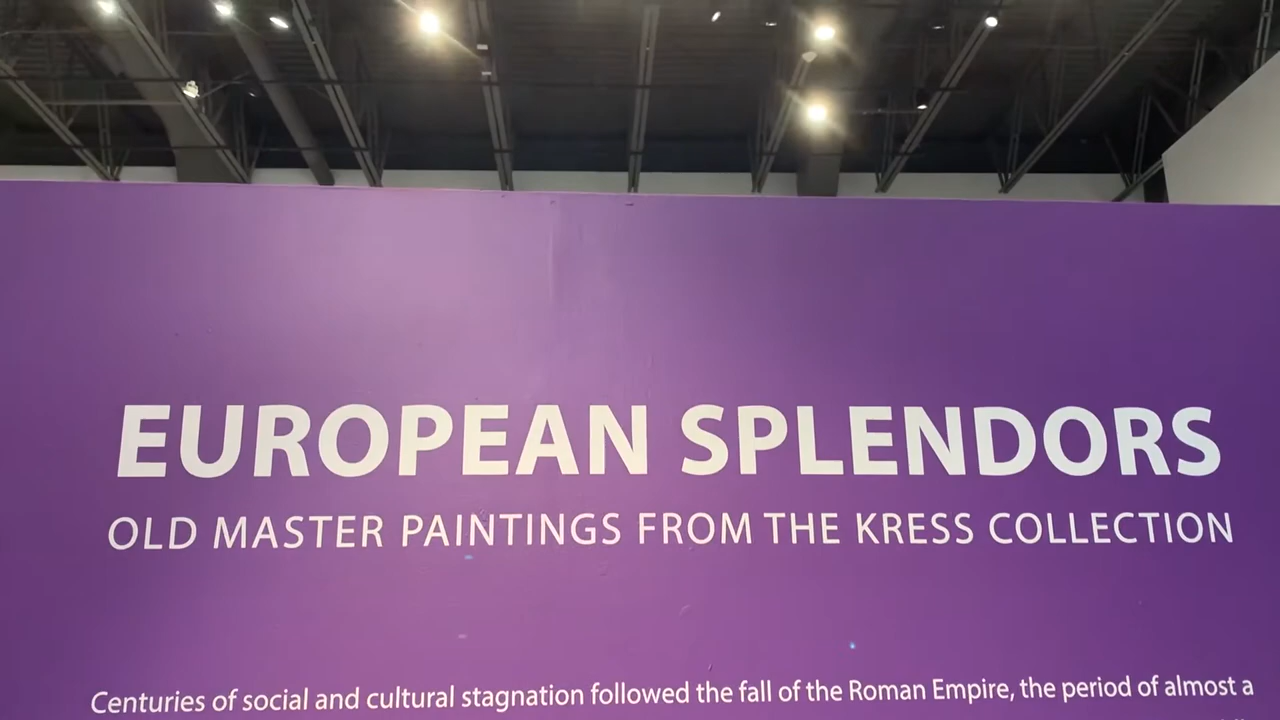 EUROPEAN SPLENDORS
OLD MASTER PAINTINGS FROM THE KRESS COLLECTION
Centuries of social and cultural stagnation followed the fall of the Roman Empire, the period of almost a